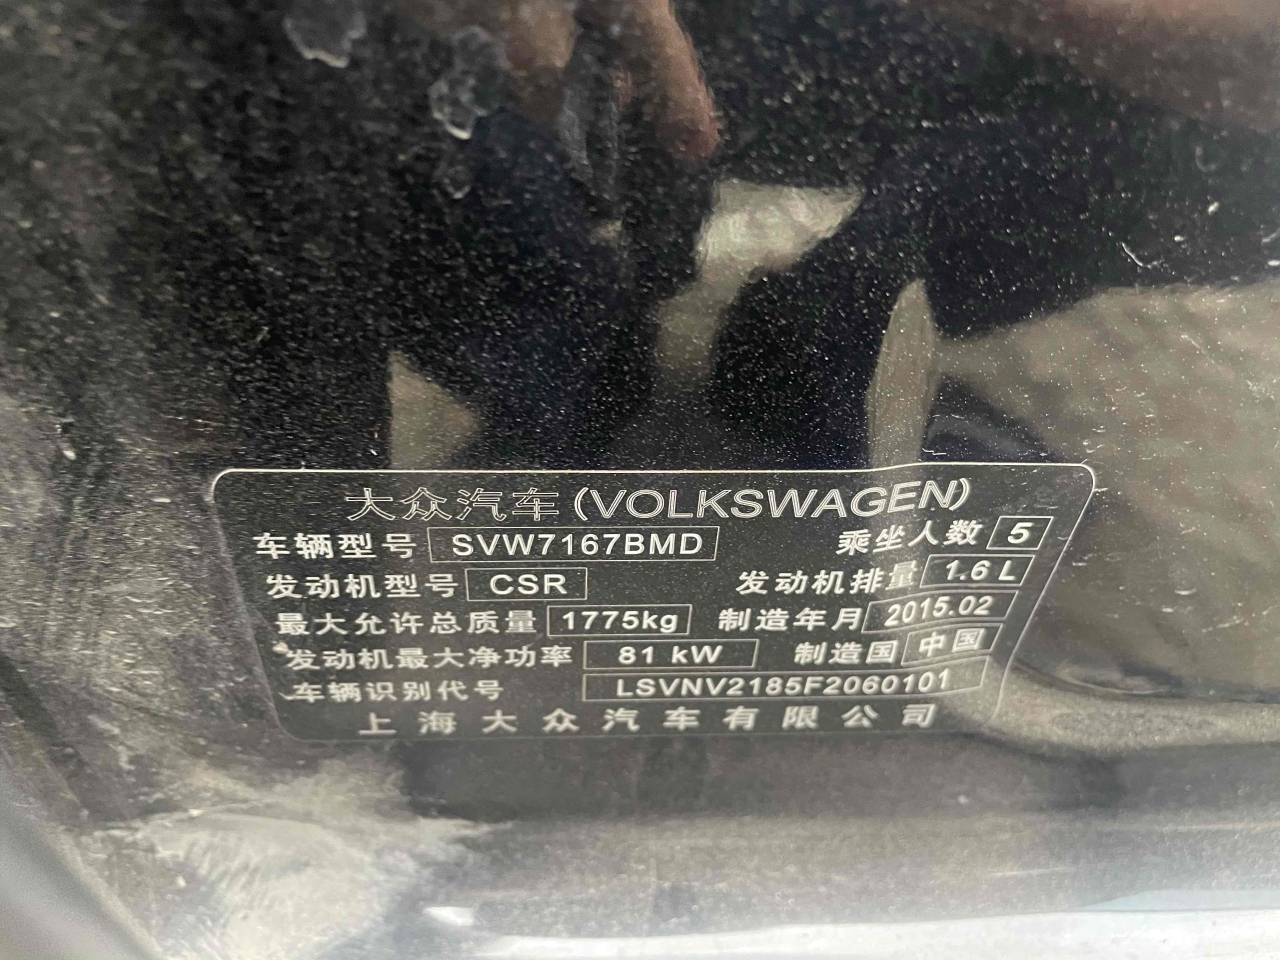 大众汽车(VOLKSWAGEN)
车辆型号 SVW7167BMD 乘坐人数 5
发动机型号 CSR 发动机排量 1.6 L
最大允许总质量 1775kg 制造年月 2015.02
发动机最大净功率 81 kW 制造国 中国
车辆识别代号 LSVNV2185F2060101
上海大众汽车有限公司